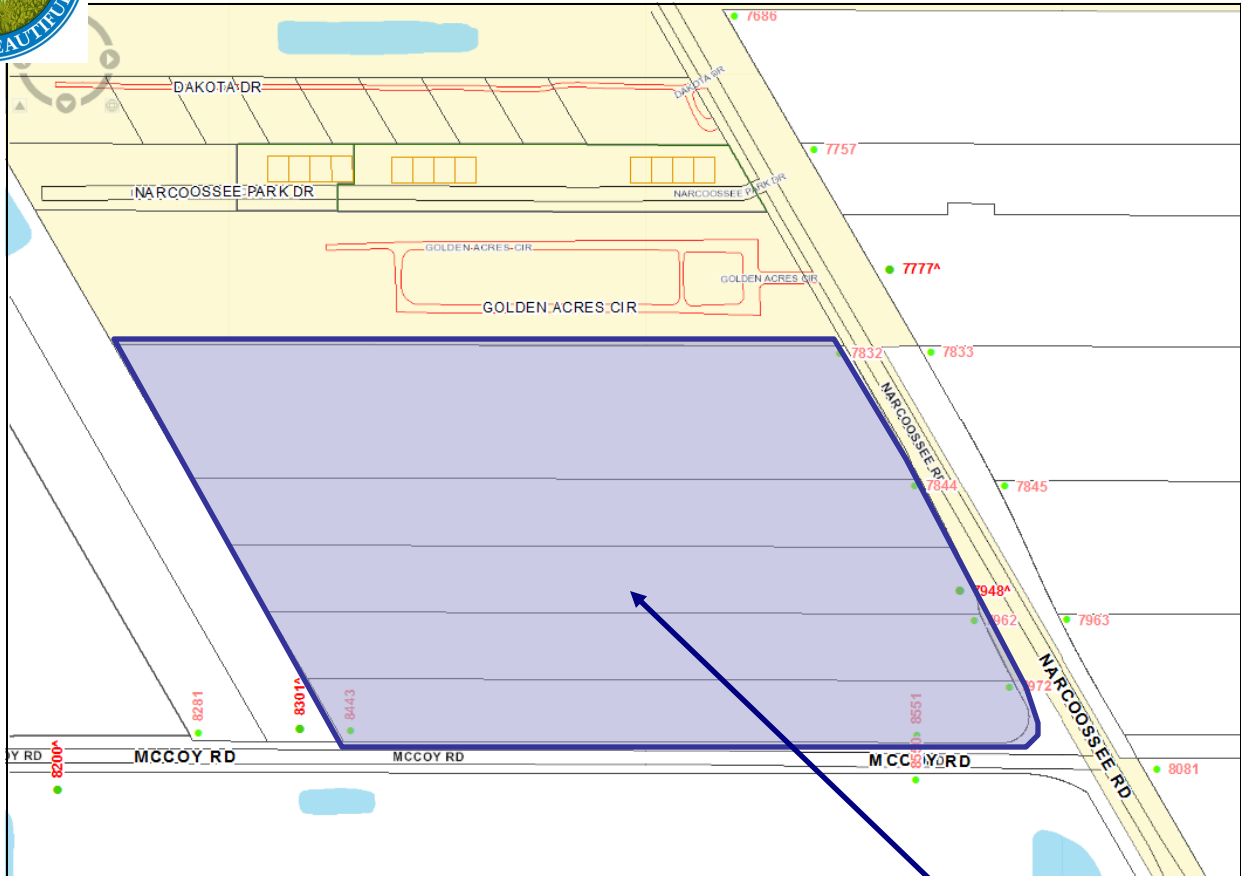 BEAUTIFUL
7686
DAKOTA DR
DAKOTA DR
7757
NARCOOSSEE PARK DR
NARCOOSSEE PARK DR
GOLDEN ACRES CIR
7777^
GOLDEN ACRES CIR
GOLDEN ACRES CIR
7832
7833
NARCOOSSEE RD
7844
7845
7948^
7962
7963
NARCOOSSEE RD
7972
8281
8301^
8443
8551
8550
8200^
MCCOY RD
MCCOY RD
MCCOY RD
8081